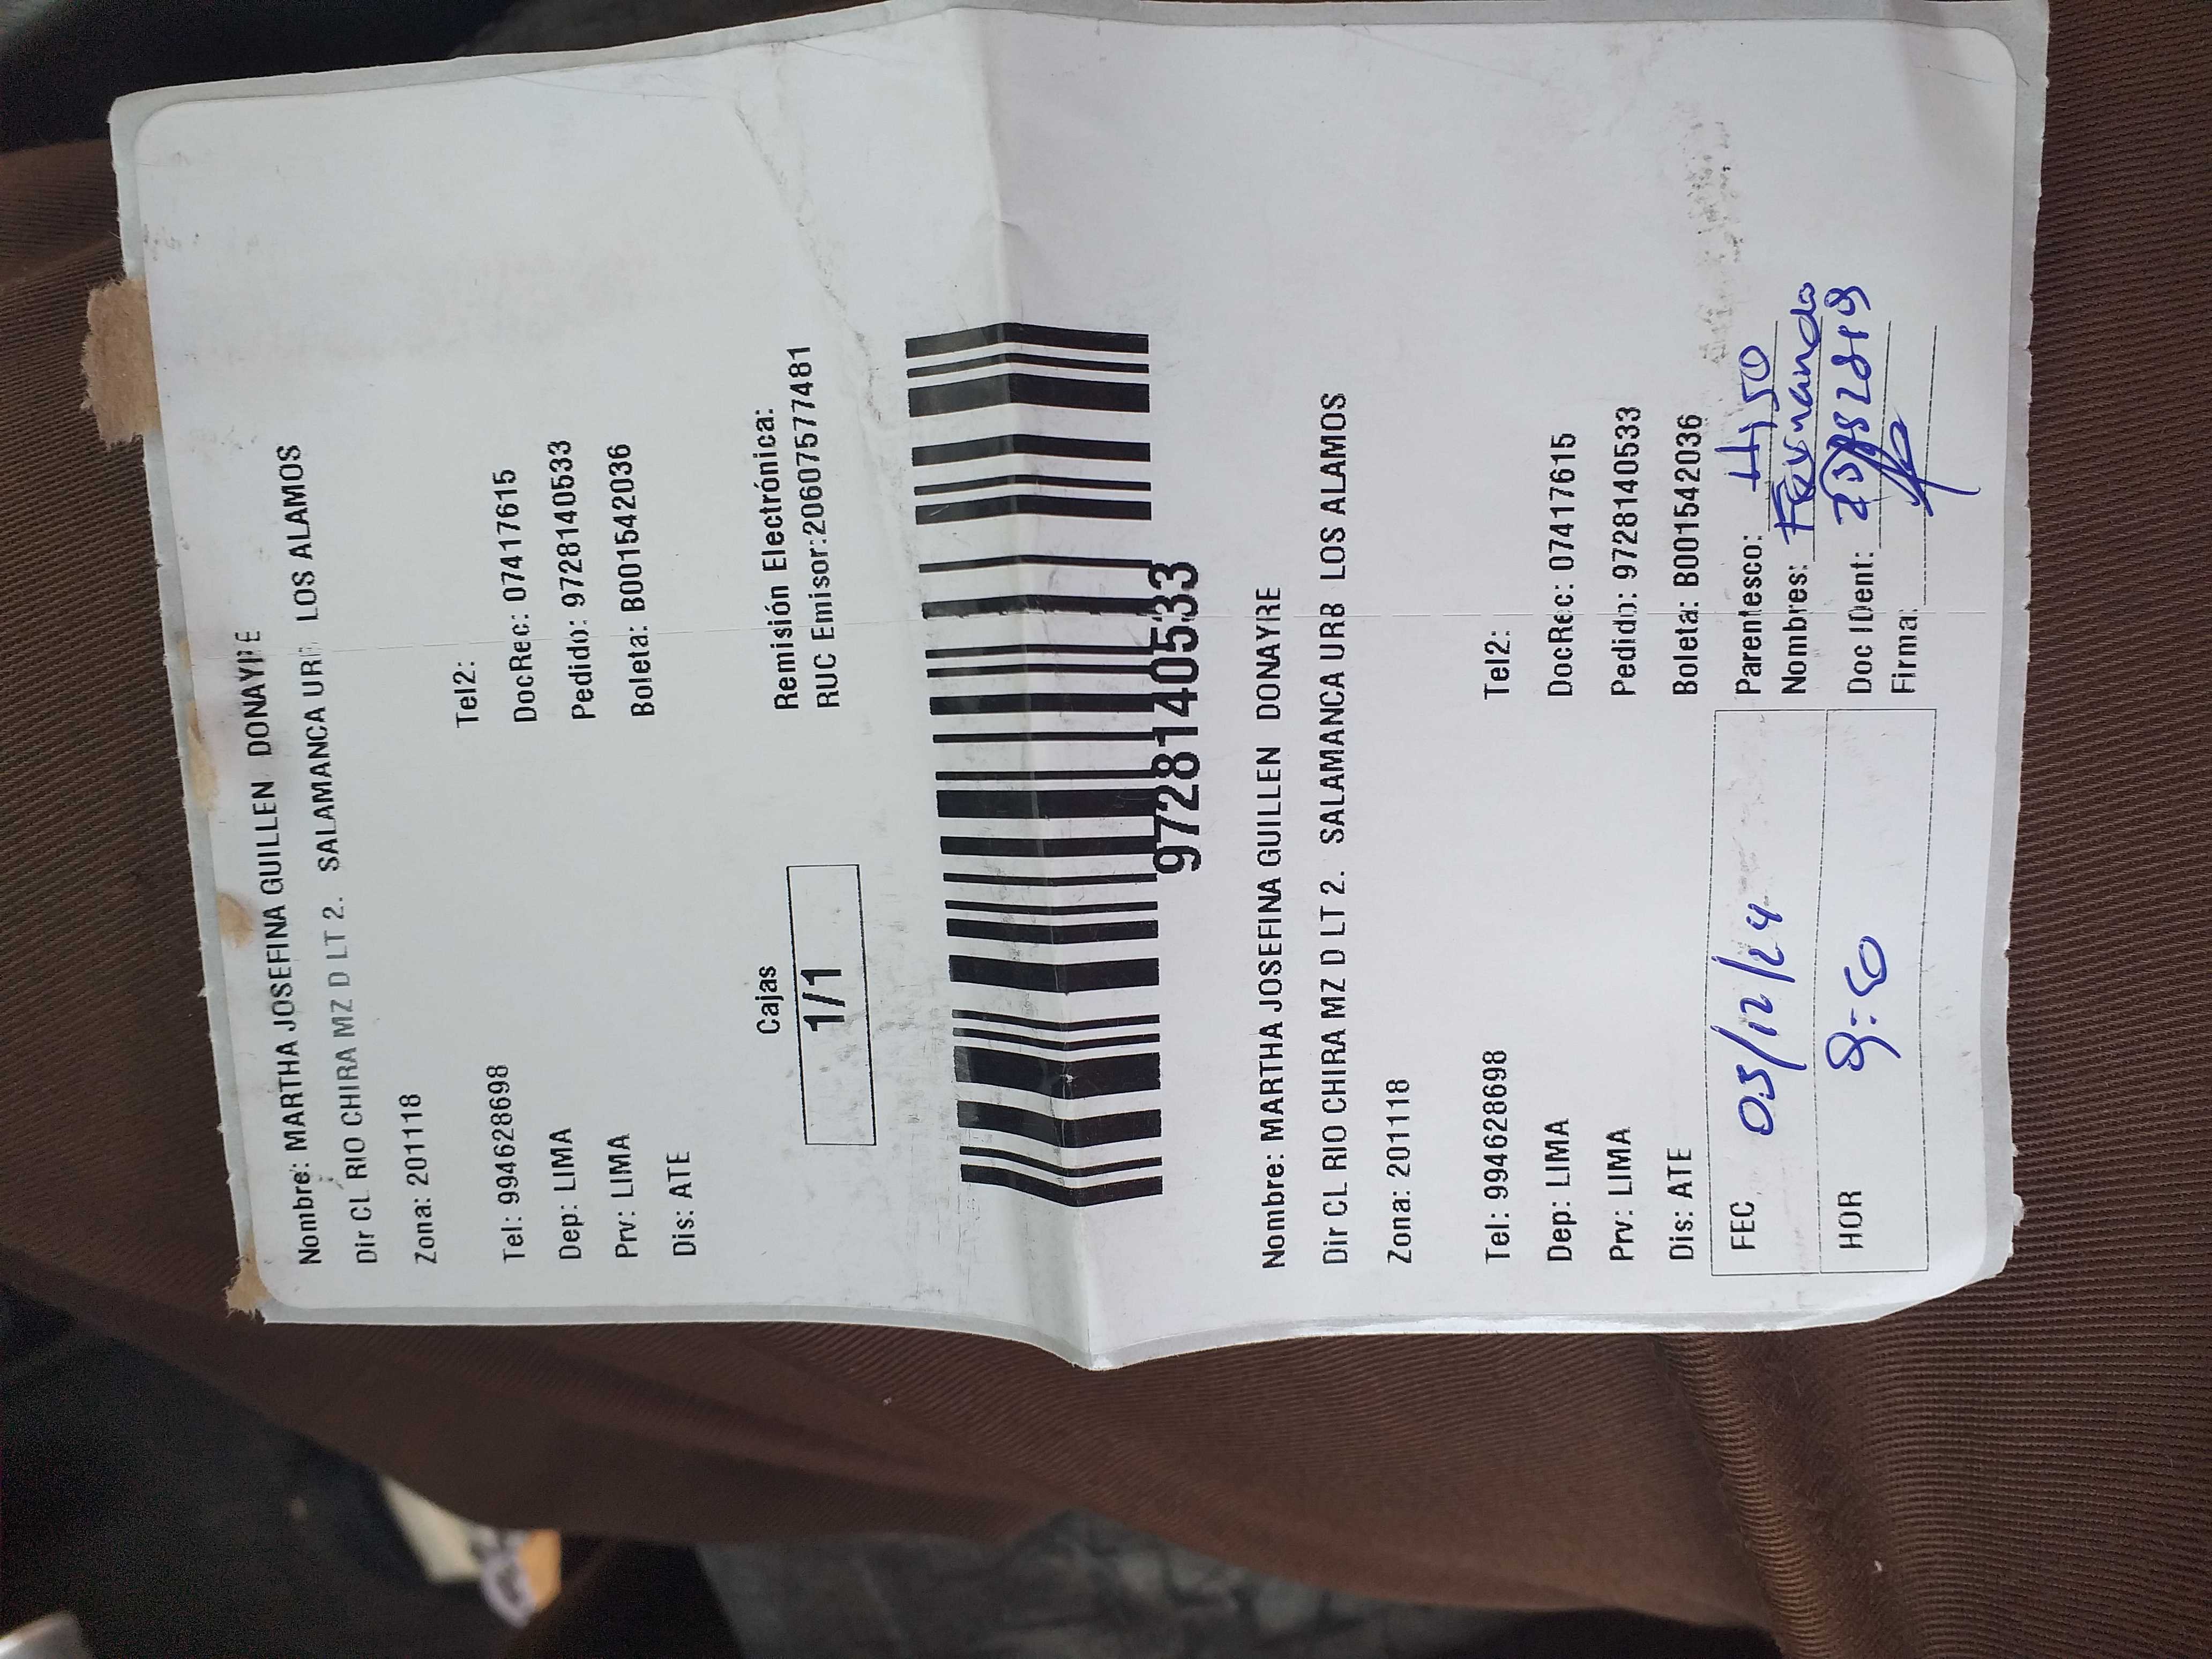 Nombre: MARTHA JOSEFINA GUILLEN DONAYRE
Dir CL RIO CHIRA MZ D LT 2. SALAMANCA URB LOS ALAMOS
Zona: 201118
Tel: 994628698 Tel2:
Dep: LIMA DocRec: 07417615
Prv: LIMA Pedido: 9728140533
Dis: ATE Boleta: B001542036
Cajas Remisión Electrónica:
1/1 RUC Emisor:20607577481
9728140533
Nombre: MARTHA JOSEFINA GUILLEN DONAYRE
Dir CL RIO CHIRA MZ D LT 2. SALAMANCA URB LOS ALAMOS
Zona: 201118
Tel: 994628698 Tel2:
Dep: LIMA DocRec: 07417615
Prv: LIMA Pedido: 9728140533
Dis: ATE Boleta: B001542036
FEC 03/12/24 Parentesco: Hijo
Nombres: Fernando
HOR Doc IDent:
Firma: